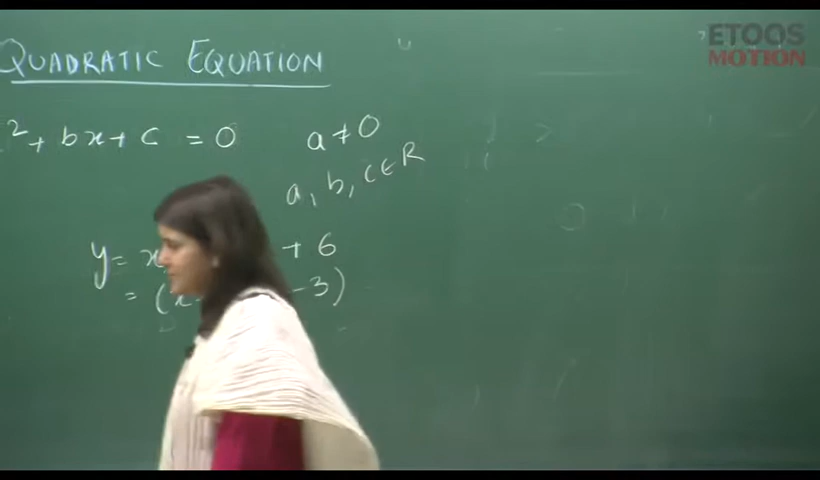 QUADRATIC EQUATION
ETOOS
MOTION
²+bx+c = 0 a≠0
a, b, c∈R
y= x +6
= (x -3)